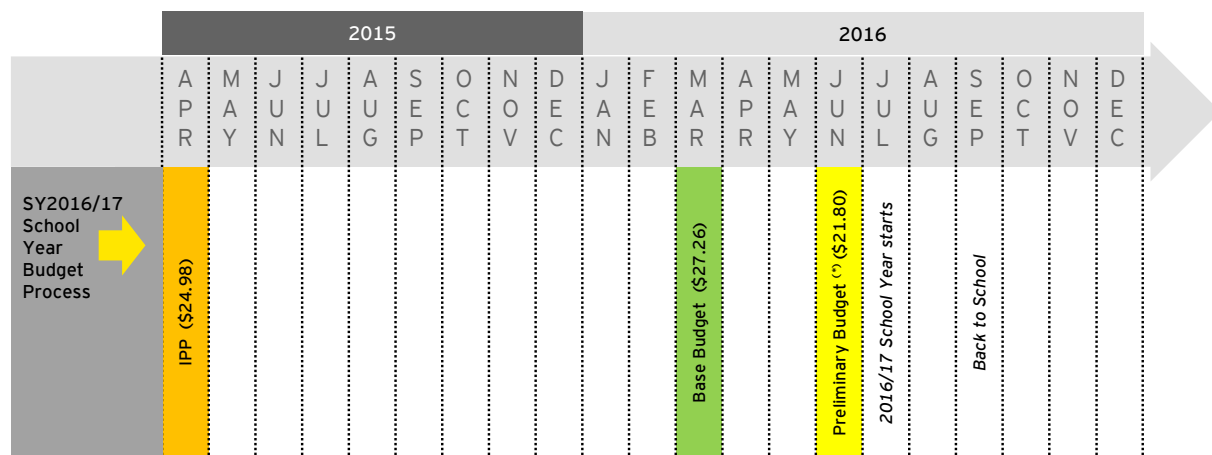 2015
2016
APR
MAY
JUN
JUL
AUG
SEP
OCT
NOV
DEC
JAN
FEB
MAR
APR
MAY
JUN
JUL
AUG
SEP
OCT
NOV
DEC
SY2016/17
School
Year
Budget
Process
IPP ($24.98)
Base Budget ($27.26)
Preliminary Budget (*) ($21.80)
2016/17 School Year starts
Back to School